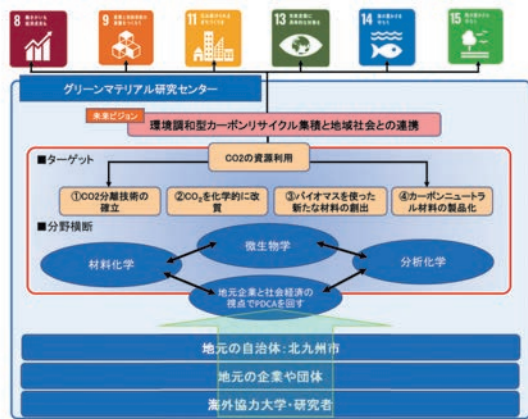 8
9
11
13
14
15
グリーンマテリアル研究センター
未来ビジョン
環境調和型カーボンリサイクル集積と地域社会との連携
CO2の資源利用
■ターゲット
①CO2分離技術の
確立
②CO₂を化学的に改
質
③バイオマスを使った
新たな材料の創出
④カーボンニュートラ
ル材料の製品化
■分野横断
微生物学
材料化学
分析化学
地元企業と社会経済の
視点でPDCAを回す
地元の自治体：北九州市
地元の企業や団体
海外協力大学・研究者